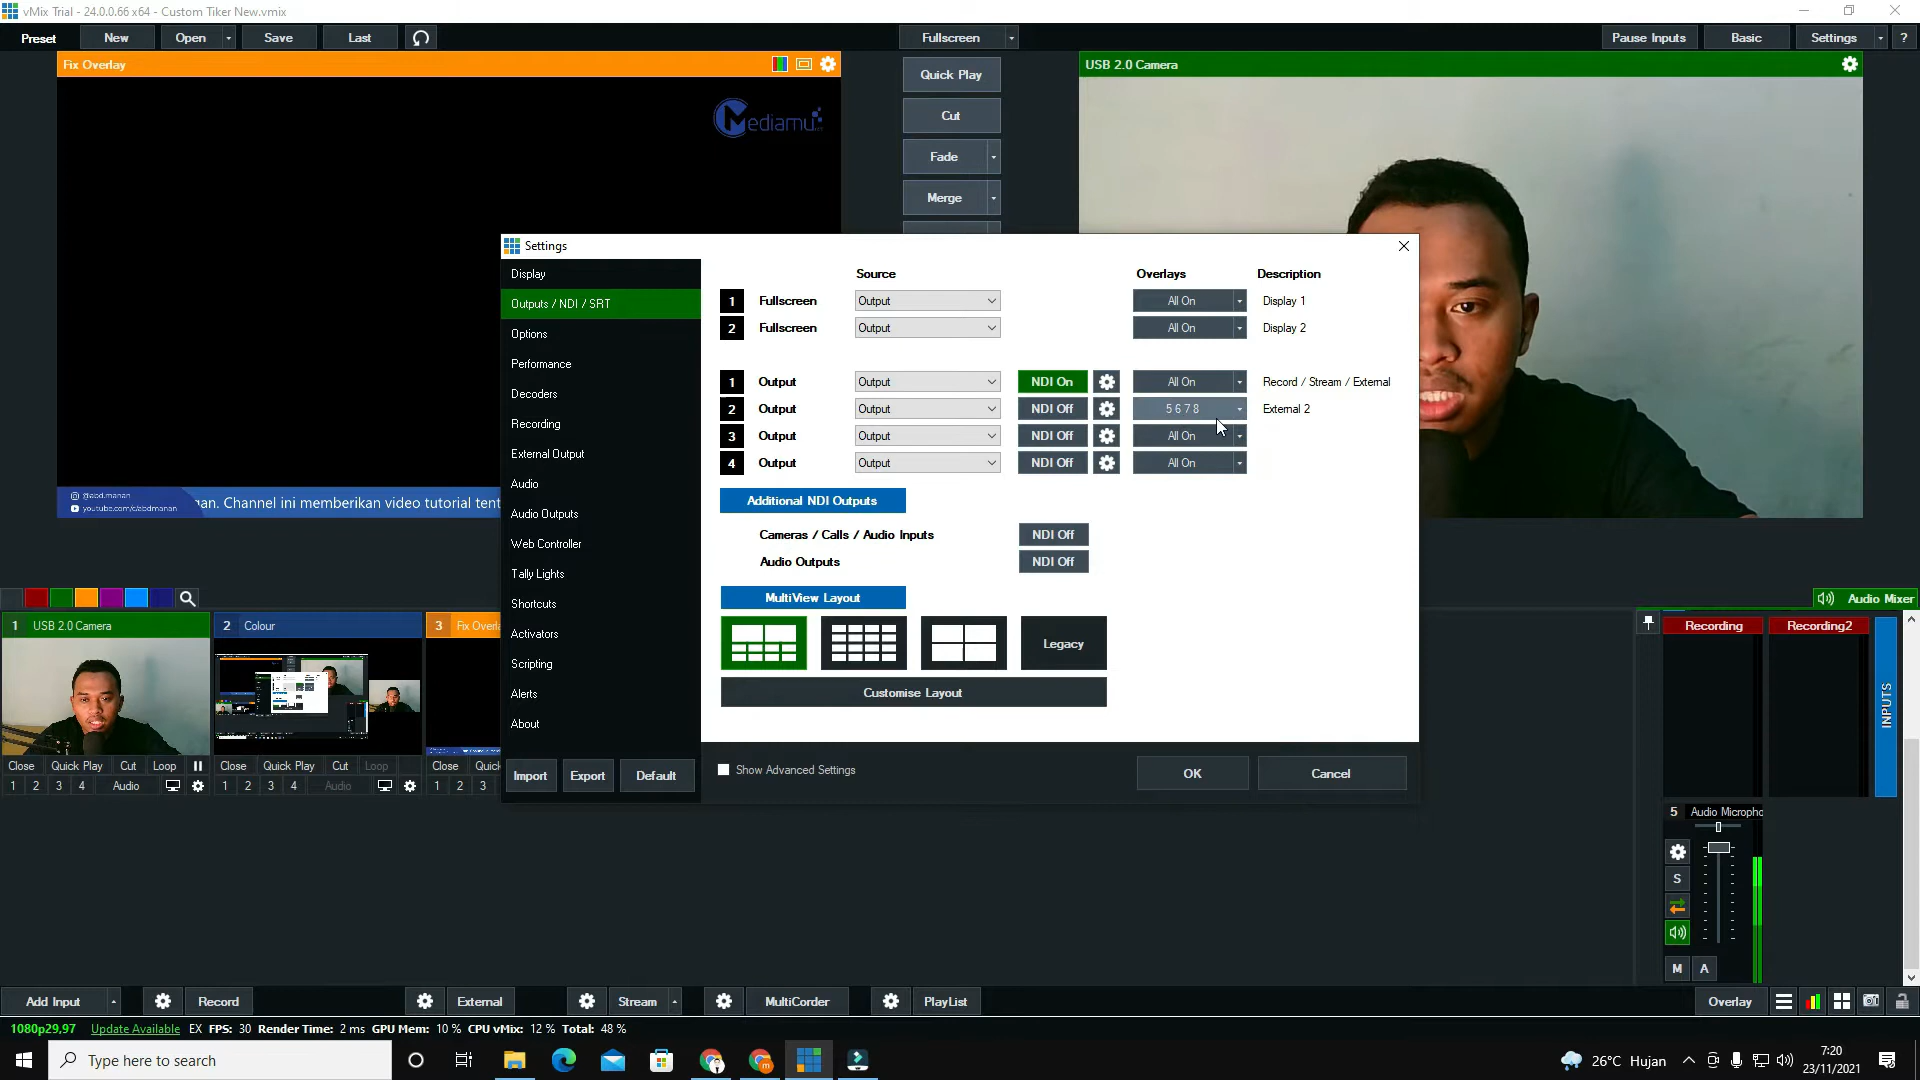 vMix Trial - 24.0.0.66 x64 - Custom Tiker New.vmix
Preset New Open Save Last Fullscreen Pause Inputs Basic Settings ?
Fix Overlay
Quick Play
USB 2.0 Camera
Cut
Mediamu
Fade
Merge
Settings
Display
Source Overlays Description
1 Fullscreen Output All On Display 1
Outputs / NDI / SRT
2 Fullscreen Output All On Display 2
Options
Performance
1 Output Output NDI On All On Record / Stream / External
Decoders
2 Output Output NDI Off 5 6 7 8 External 2
Recording
3 Output Output NDI Off All On
External Output
4 Output Output NDI Off All On
Audio
@abd.manan
youtube.com/c/abdmanan
gan. Channel ini memberikan video tutorial tent
Additional NDI Outputs
Audio Outputs
Cameras / Calls / Audio Inputs NDI Off
Web Controller
Audio Outputs NDI Off
Tally Lights
MultiView Layout
Shortcuts
Activators
Legacy
Scripting
Alerts
Customise Layout
About
Import Export Default
Show Advanced Settings
OK Cancel
Audio Mixer
1 USB 2.0 Camera 2 Colour 3 Fix Overla
Recording Recording2
INPUTS
Close Quick Play Cut Loop Close Quick Play Cut Loop Close Quick
1 2 3 4 Audio 1 2 3 4 Audio 1 2 3
5 Audio Micropho
S
M A
Add Input Record External Stream MultiCorder PlayList Overlay
1080p29,97 Update Available EX FPS: 30 Render Time: 2 ms GPU Mem: 10 % CPU vMix: 12 % Total: 48 %
Type here to search
26°C Hujan
7:20
23/11/2021